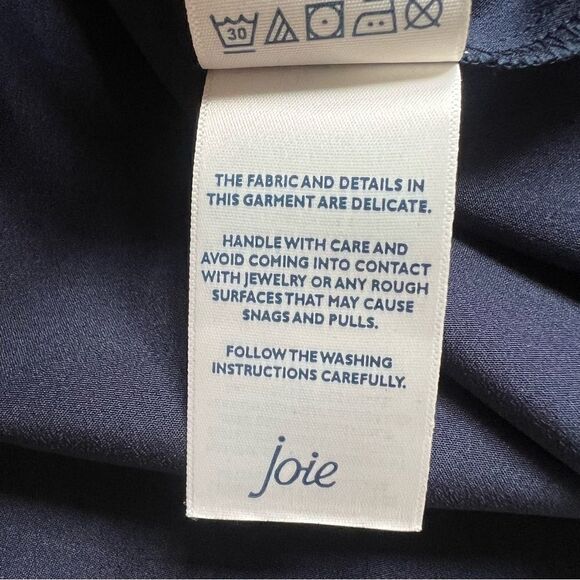 30
THE FABRIC AND DETAILS IN
THIS GARMENT ARE DELICATE.
HANDLE WITH CARE AND
AVOID COMING INTO CONTACT
WITH JEWELRY OR ANY ROUGH
SURFACES THAT MAY CAUSE
SNAGS AND PULLS.
FOLLOW THE WASHING
INSTRUCTIONS CAREFULLY.
joie